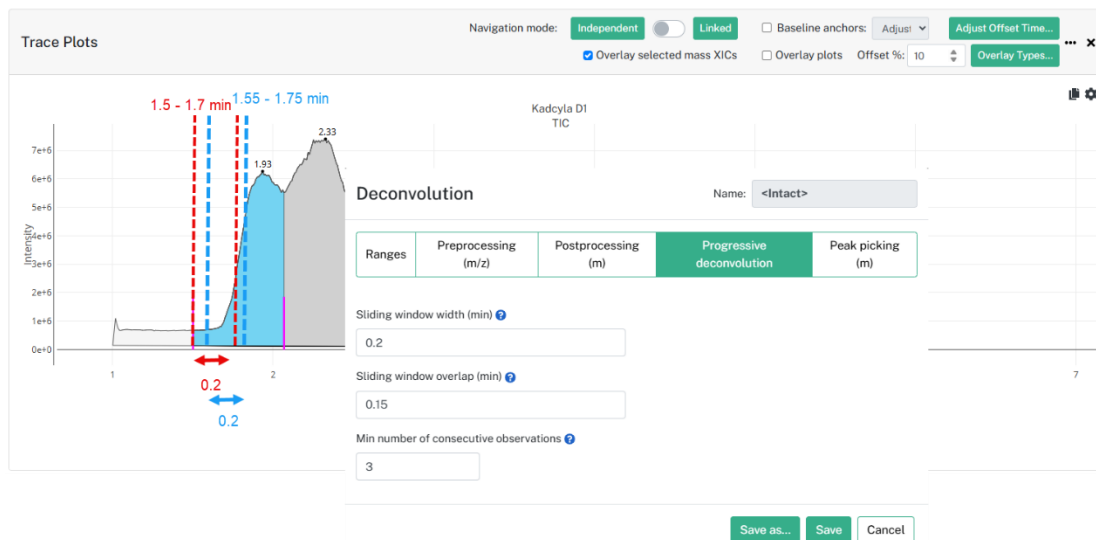 Trace Plots
Navigation mode: Independent Linked
Baseline anchors: Adjust
Adjust Offset Time...
Overlay selected mass XICs
Overlay plots Offset %: 10
Overlay Types...
1.5 - 1.7 min
1.55 - 1.75 min
Kadcyla D1
TIC
Intensity
7e+6
6e+6
5e+6
4e+6
3e+6
2e+6
1e+6
0e+0
1.93
2.33
1
2
7
0.2
0.2
Deconvolution
Name: <Intact>
Ranges
Preprocessing
(m/z)
Postprocessing
(m)
Progressive
deconvolution
Peak picking
(m)
Sliding window width (min)
0.2
Sliding window overlap (min)
0.15
Min number of consecutive observations
3
Save as... Save Cancel